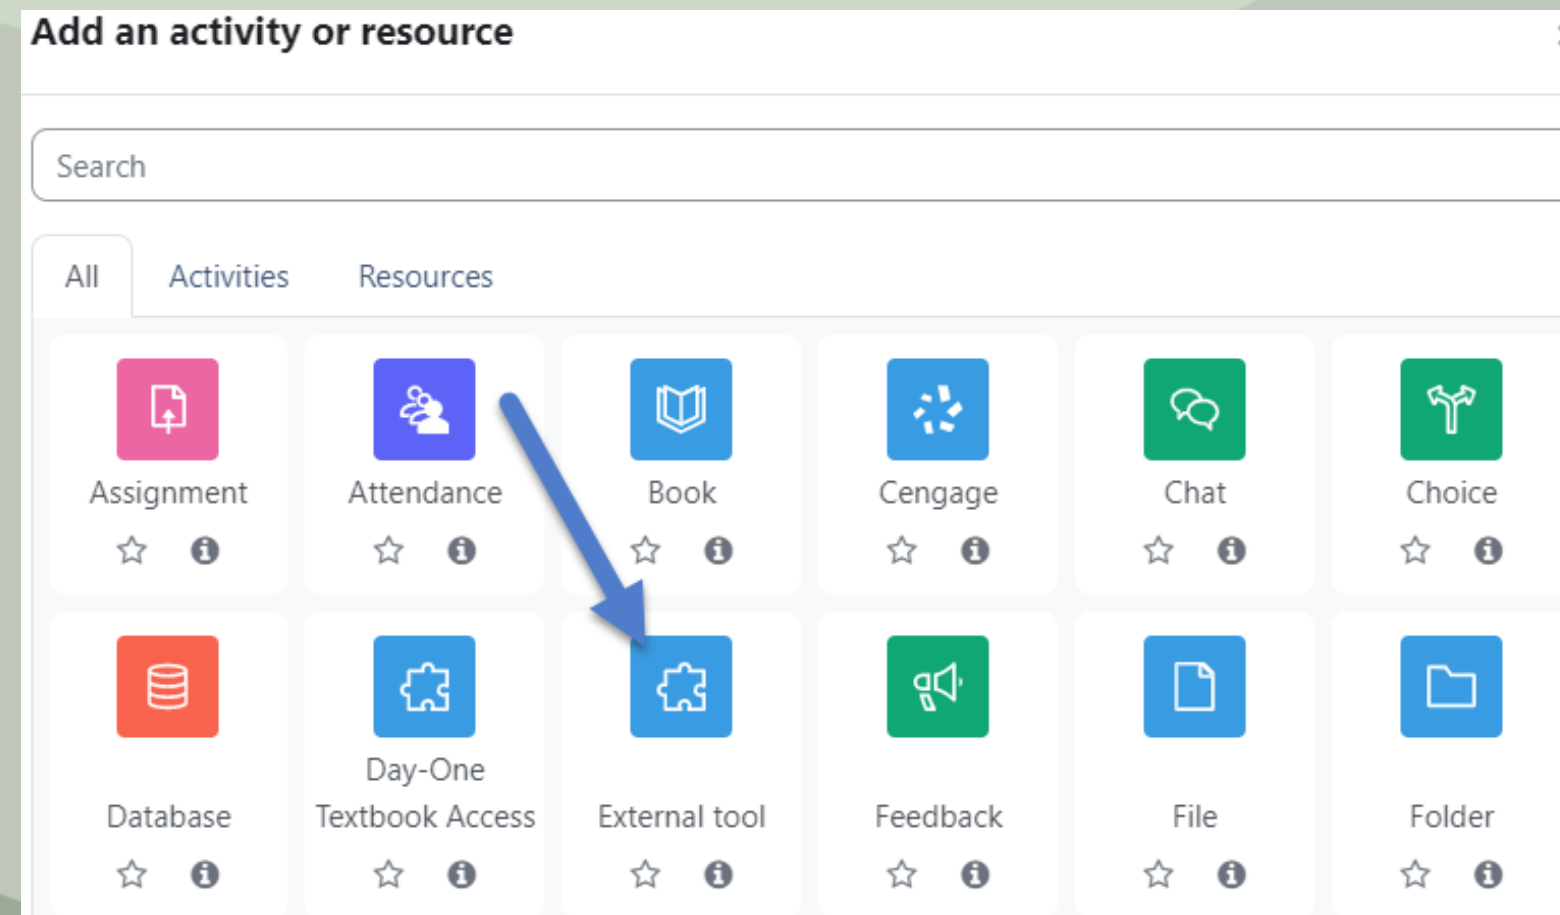 Add an activity or resource
Search
All Activities Resources
Assignment Attendance Book Cengage Chat Choice
Day-One
Database Textbook Access External tool Feedback File Folder